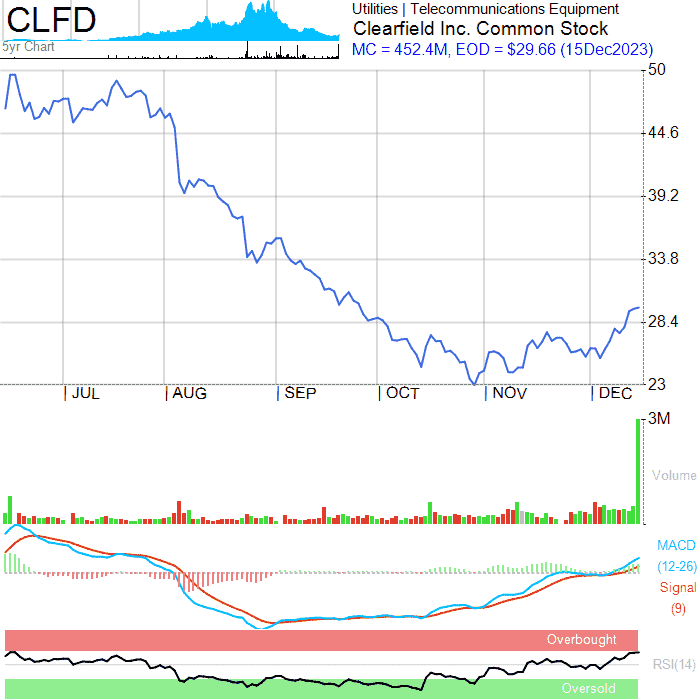 CLFD
5yr Chart
Utilities | Telecommunications Equipment
Clearfield Inc. Common Stock
MC = 452.4M, EOD = $29.66 (15Dec2023)
50
44.6
39.2
33.8
28.4
23
JUL
AUG
SEP
OCT
NOV
DEC
3M
Volume
MACD
(12-26)
Signal
(9)
Overbought
RSI(14)
Oversold